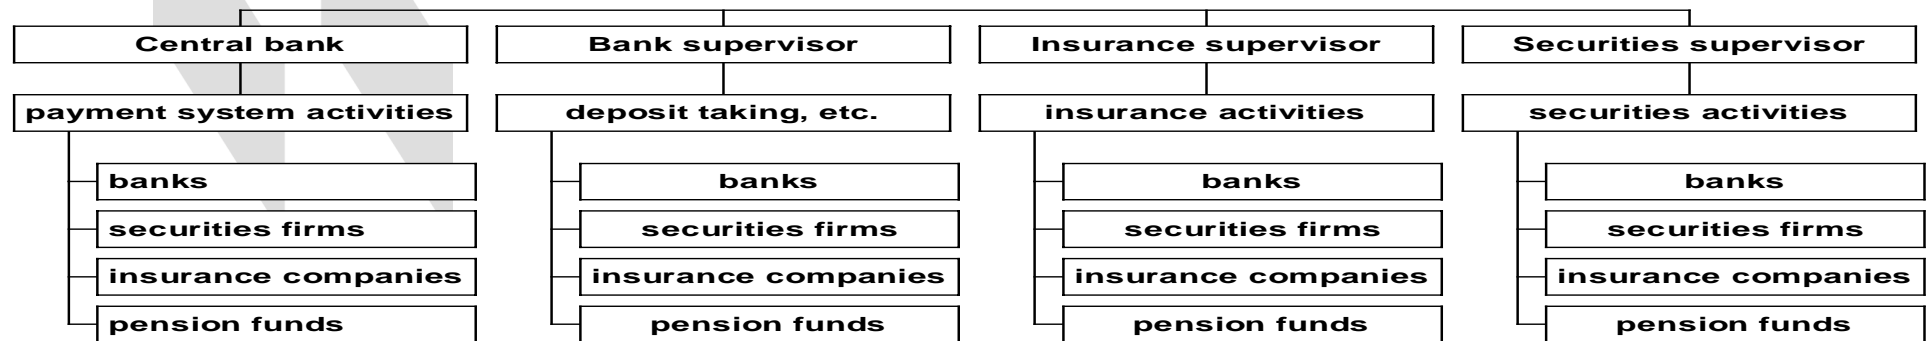 Central bank
Bank supervisor
Insurance supervisor
Securities supervisor
payment system activities
deposit taking, etc.
insurance activities
securities activities
banks
banks
banks
banks
securities firms
securities firms
securities firms
securities firms
insurance companies
insurance companies
insurance companies
insurance companies
pension funds
pension funds
pension funds
pension funds